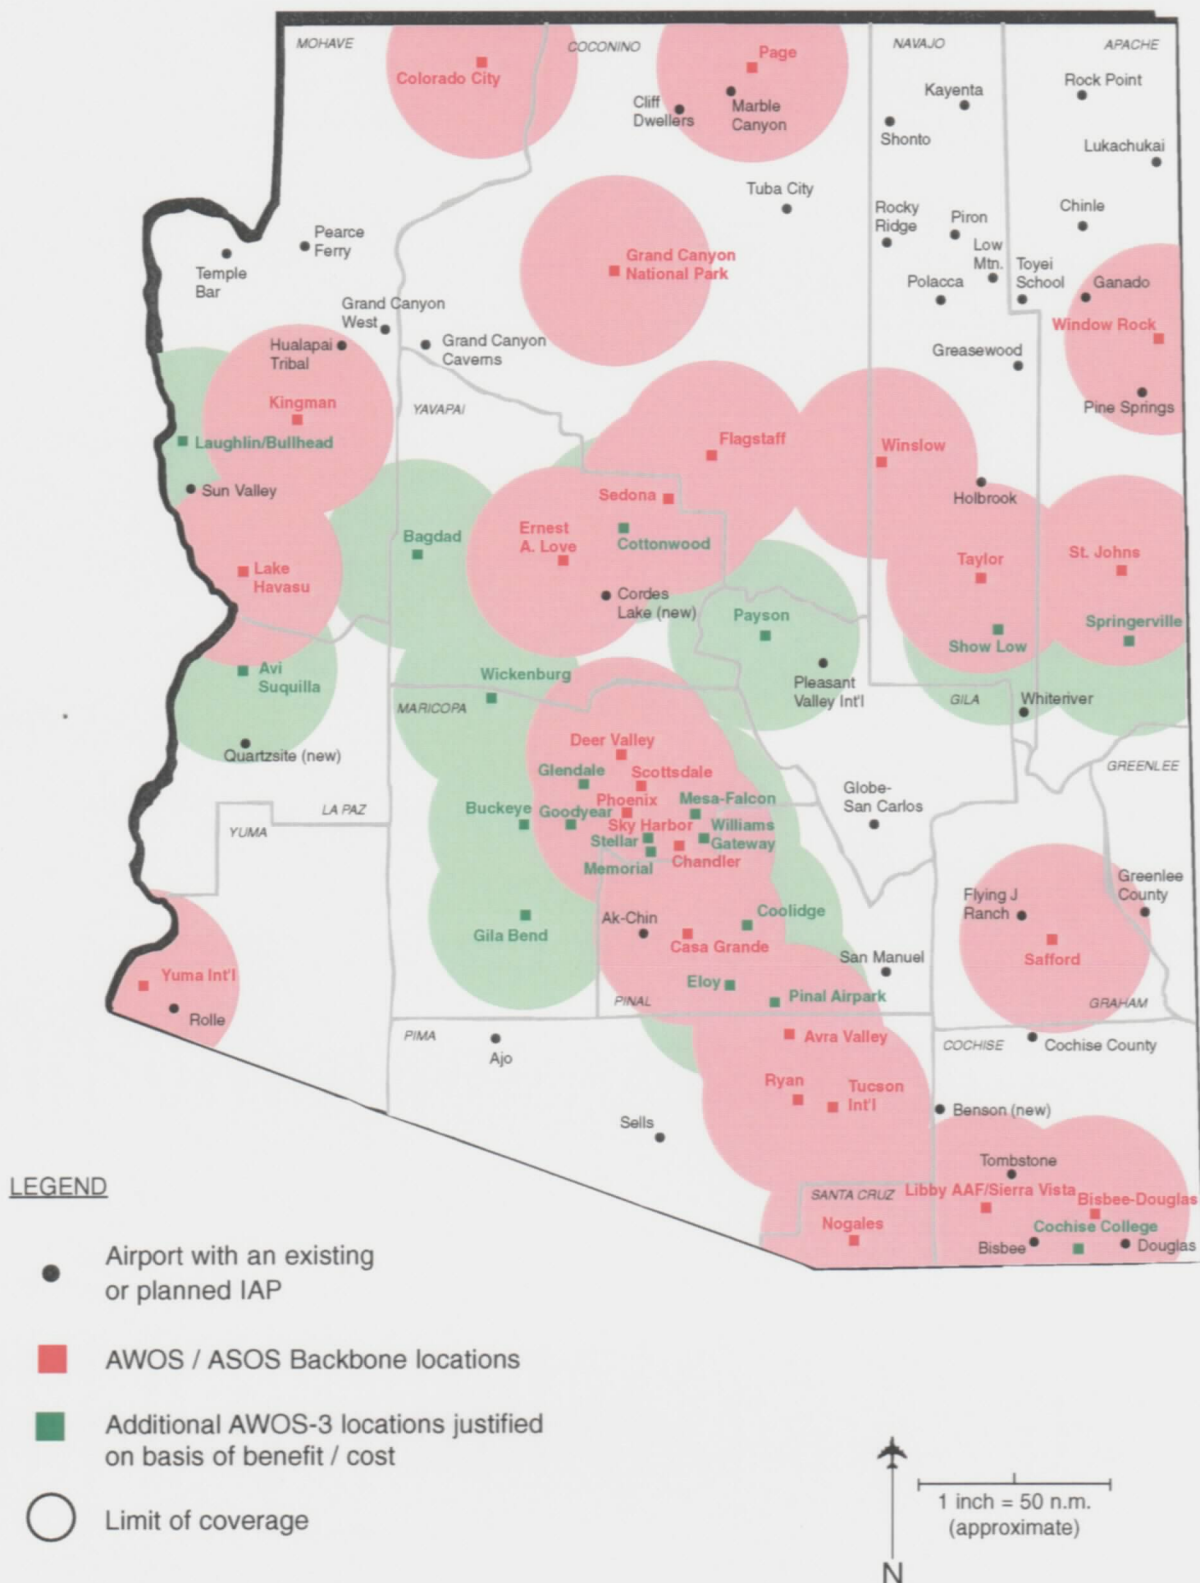 MOHAVE
COCONINO
NAVAJO
APACHE
Colorado City
Page
Cliff
Dwellers
Marble
Canyon
Kayenta
Shonto
Rock Point
Lukachukai
Tuba City
Rocky
Ridge
Piron
Low
Mtn.
Chinle
Pearce
Ferry
Temple
Bar
Grand Canyon
National Park
Polacca
Toyei
School
Ganado
Window Rock
Grand Canyon
West
Hualapai
Tribal
Grand Canyon
Caverns
Greasewood
Pine Springs
Kingman
YAVAPAI
Laughlin/Bullhead
Flagstaff
Winslow
Sun Valley
Sedona
Holbrook
Bagdad
Ernest
A. Love
Cottonwood
Lake
Havasu
Taylor
St. Johns
Cordes
Lake (new)
Payson
Show Low
Springerville
Avi
Suquilla
Wickenburg
Pleasant
Valley Int'l
GILA
Whiteriver
MARICOPA
Quartzsite (new)
Deer Valley
Glendale
Scottsdale
GREENLEE
Phoenix
Sky Harbor
Mesa-Falcon
Globe-
San Carlos
LA PAZ
YUMA
Buckeye
Goodyear
Williams
Gateway
Stellar
Memorial
Chandler
Flying J
Ranch
Greenlee
County
Gila Bend
Ak-Chin
Coolidge
Casa Grande
Safford
San Manuel
Yuma Int'l
Rolle
Eloy
Pinal Airpark
PINAL
GRAHAM
PIMA
Ajo
Avra Valley
COCHISE
Cochise County
Ryan
Tucson
Int'l
Benson (new)
Sells
Tombstone
SANTA CRUZ
Libby AAF/Sierra Vista
Bisbee-Douglas
Nogales
Cochise College
Bisbee
Douglas
LEGEND
Airport with an existing
or planned IAP
AWOS / ASOS Backbone locations
Additional AWOS-3 locations justified
on basis of benefit / cost
Limit of coverage
1 inch = 50 n.m.
(approximate)
N